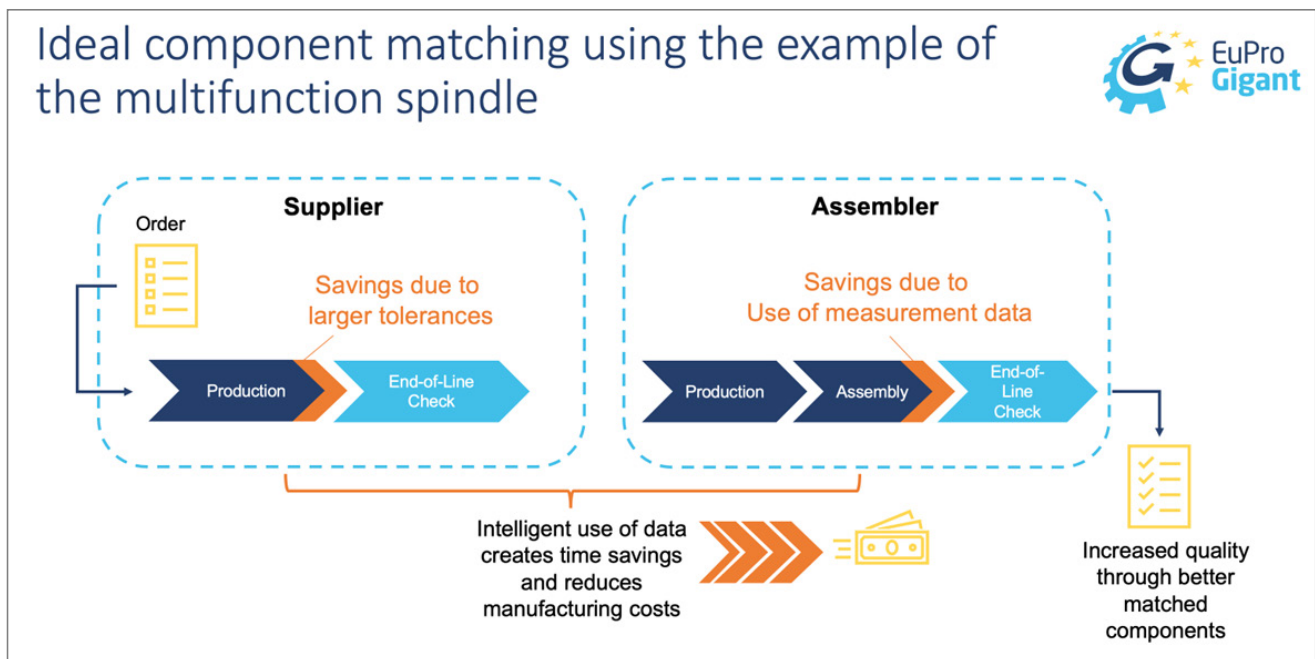 Ideal component matching using the example of
the multifunction spindle
EuPro
Gigant
Supplier
Order
Savings due to
larger tolerances
Production
End-of-Line
Check
Assembler
Savings due to
Use of measurement data
Production
Assembly
End-of-
Line
Check
Intelligent use of data
creates time savings
and reduces
manufacturing costs
Increased quality
through better
matched
components